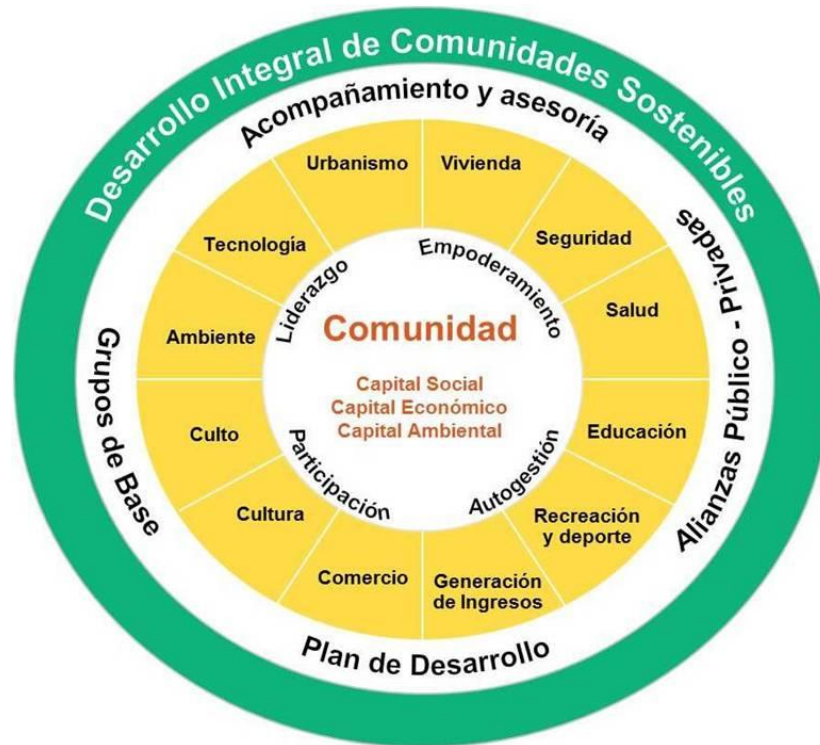 Desarrollo Integral de Comunidades Sostenibles
Acompañamiento y asesoría
Alianzas Público - Privadas
Plan de Desarrollo
Grupos de Base
Urbanismo
Vivienda
Seguridad
Salud
Educación
Recreación
y deporte
Generación
de Ingresos
Comercio
Cultura
Culto
Ambiente
Tecnología
Liderazgo
Empoderamiento
Autogestión
Participación
Comunidad
Capital Social
Capital Económico
Capital Ambiental